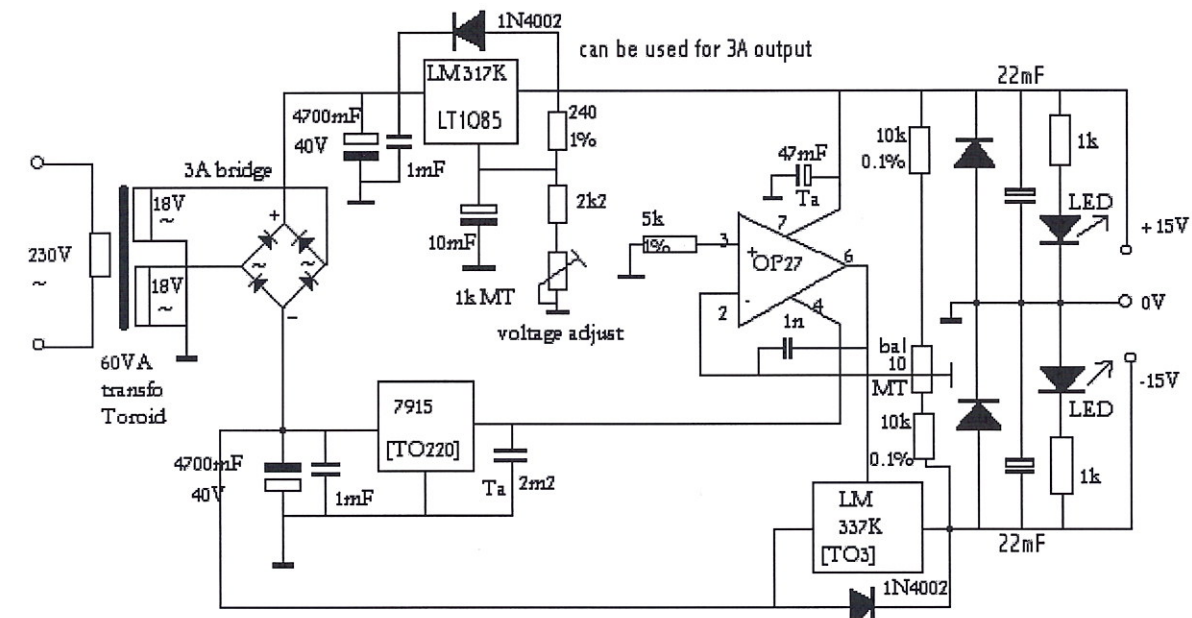 1N4002
can be used for 3A output
LM317K
LT1085
22mF
4700mF
40V
1mF
240
1%
10k
0.1%
1k
47mF
Ta
3A bridge
18V
~
+
~
~
-
230V
~
18V
~
2k2
10mF
5k
1%
3
7
+
OP27
6
2
-
4
LED
+ 15V
0V
1k MT
voltage adjust
1n
bal
10
MT
60VA
transfo
Toroid
-15V
LED
7915
[TO220]
10k
0.1%
4700mF
40V
1mF
Ta
2m2
1k
LM
337K
[TO3]
22mF
1N4002